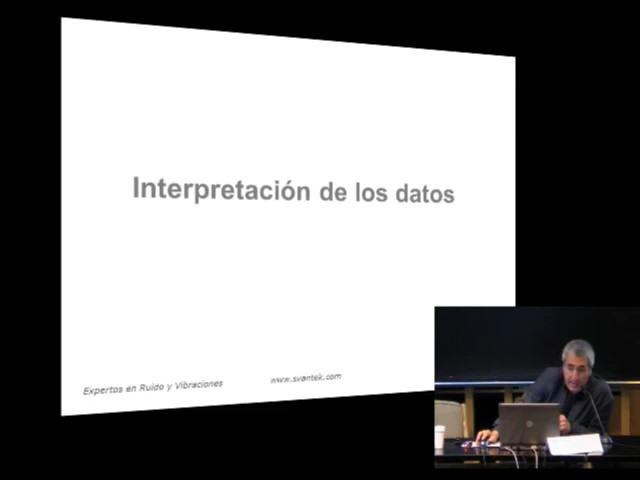 Interpretación de los datos
Expertos en Ruido y Vibraciones
www.svantek.com